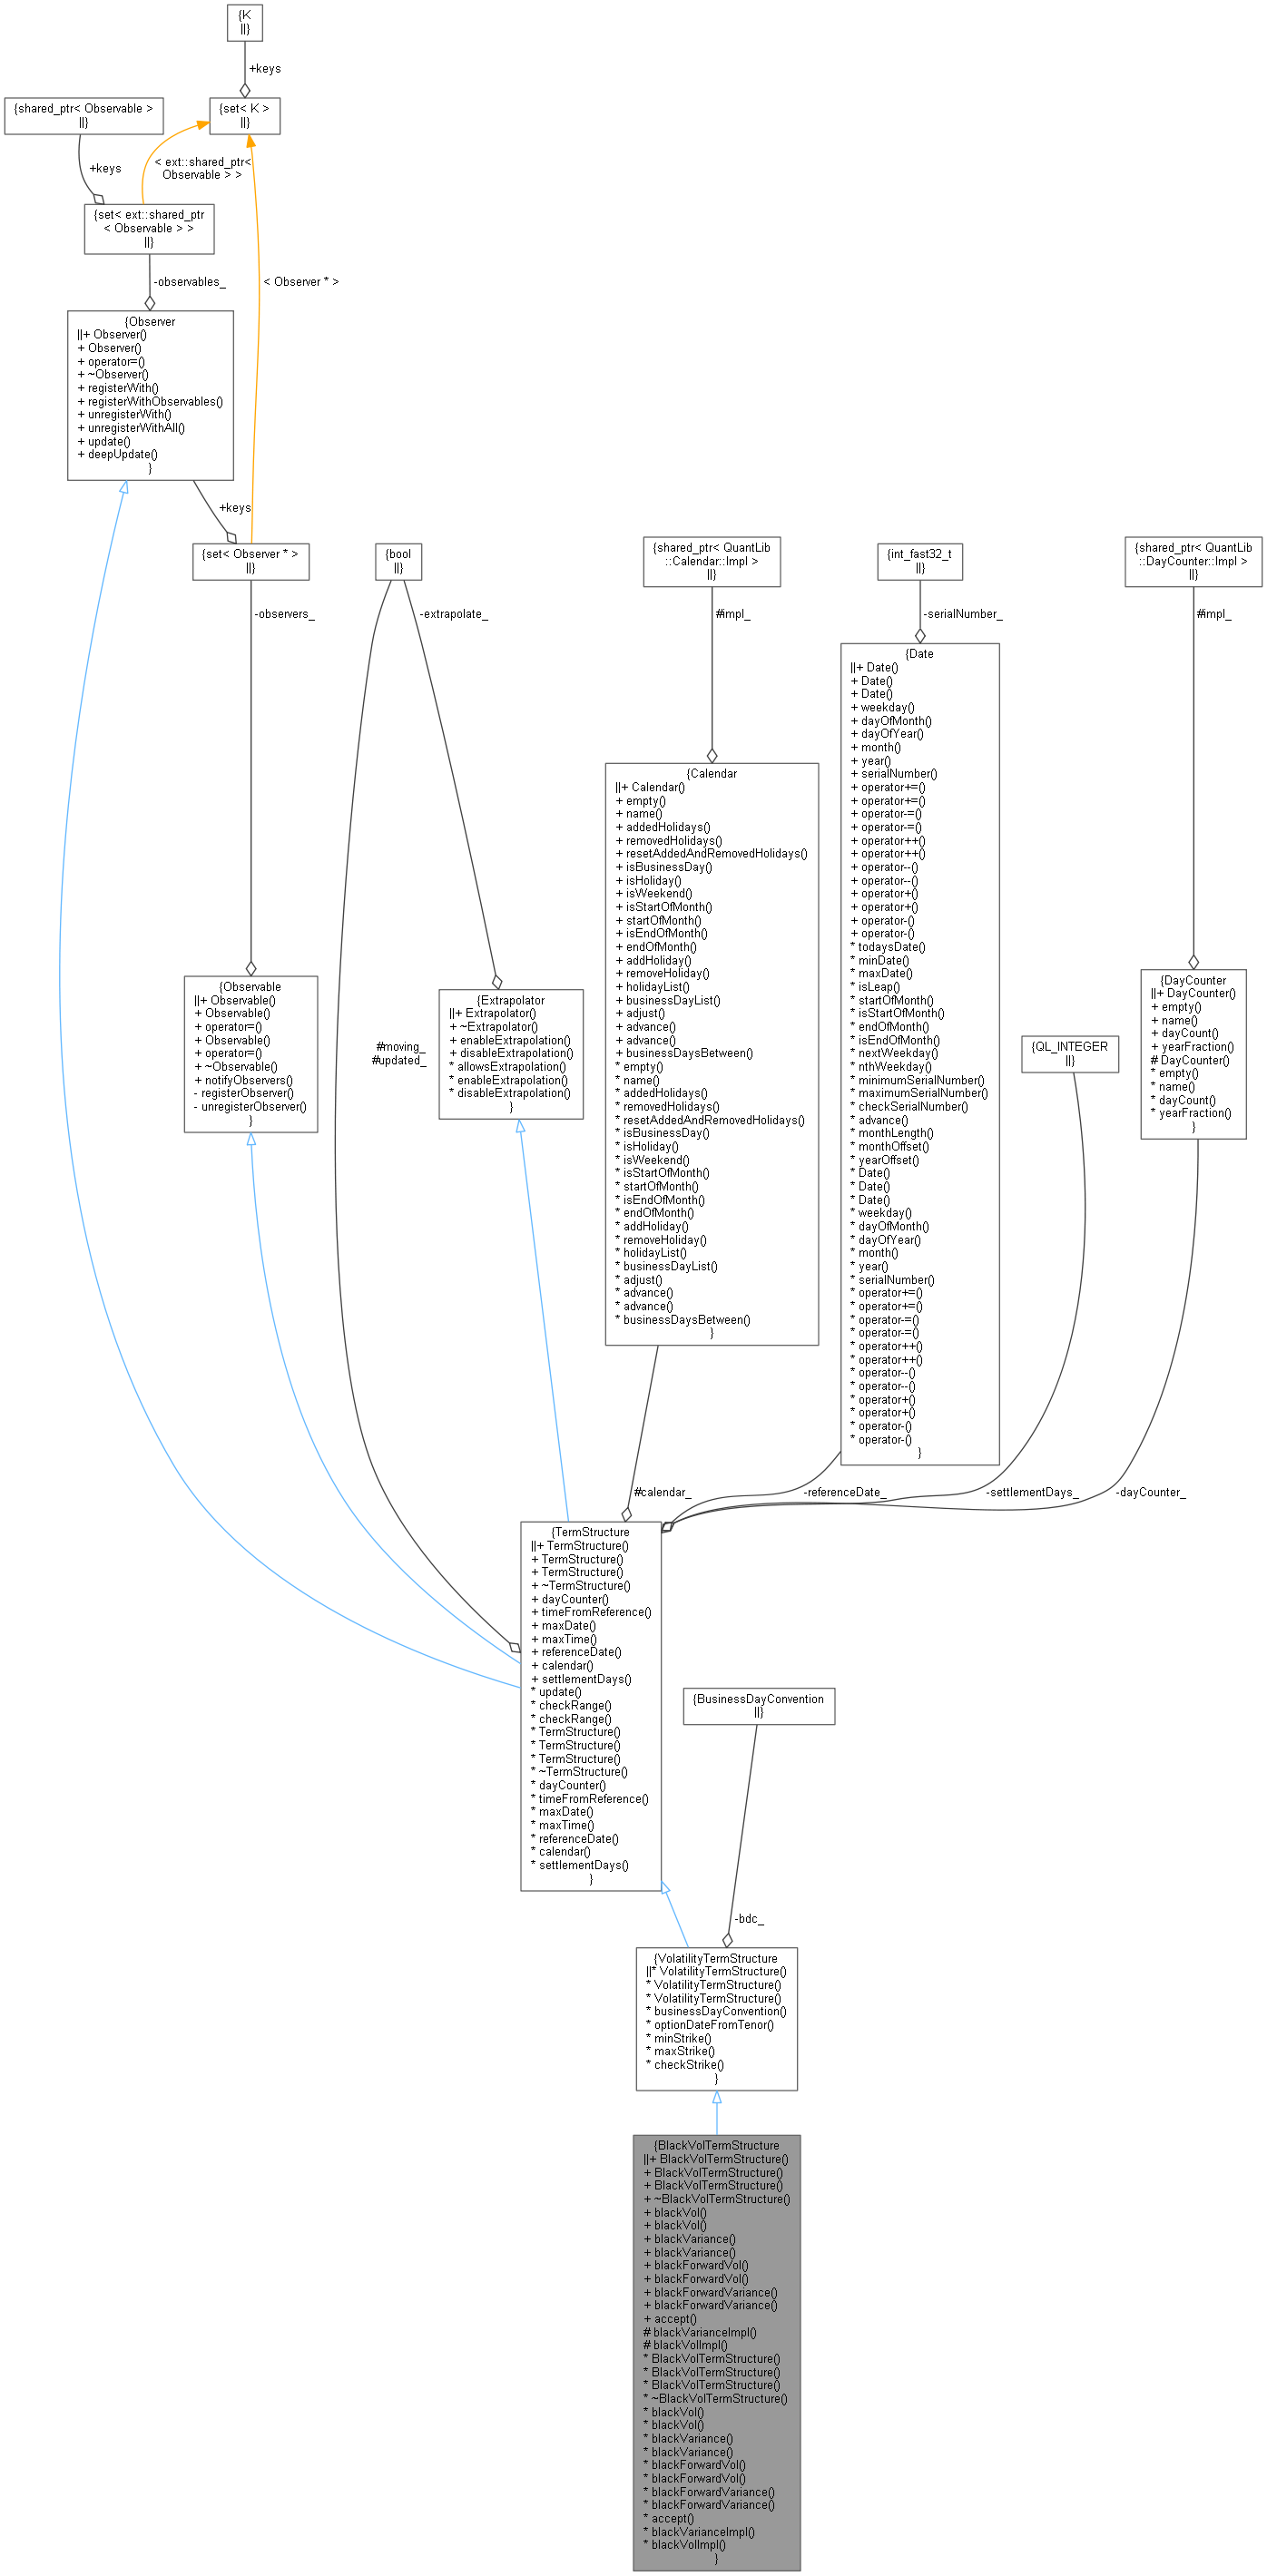 {K
||}
+keys
{shared_ptr< Observable >
||}
{set< K >
||}
+keys
< ext::shared_ptr<
Observable > >
{set< ext::shared_ptr
< Observable > >
||}
-observables_
< Observer * >
{Observer
||+ Observer()
+ Observer()
+ operator=()
+ ~Observer()
+ registerWith()
+ registerWithObservables()
+ unregisterWith()
+ unregisterWithAll()
+ update()
+ deepUpdate()
}
+keys
{set< Observer * >
||}
{bool
||}
{shared_ptr< QuantLib
::Calendar::Impl >
||}
{int_fast32_t
||}
{shared_ptr< QuantLib
::DayCounter::Impl >
||}
-observers_
-extrapolate_
#impl_
-serialNumber_
#impl_
{Date
||+ Date()
+ Date()
+ Date()
+ weekday()
+ dayOfMonth()
+ dayOfYear()
+ month()
+ year()
+ serialNumber()
+ operator+=()
+ operator+=()
+ operator-=()
+ operator-=()
+ operator++()
+ operator++()
+ operator--()
+ operator--()
+ operator+()
+ operator+()
+ operator-()
+ operator-()
* todaysDate()
* minDate()
* maxDate()
* isLeap()
* startOfMonth()
* isStartOfMonth()
* endOfMonth()
* isEndOfMonth()
* nextWeekday()
* nthWeekday()
* minimumSerialNumber()
* maximumSerialNumber()
* checkSerialNumber()
* advance()
* monthLength()
* monthOffset()
* yearOffset()
* Date()
* Date()
* Date()
* weekday()
* dayOfMonth()
* dayOfYear()
* month()
* year()
* serialNumber()
* operator+=()
* operator+=()
* operator-=()
* operator-=()
* operator++()
* operator++()
* operator--()
* operator--()
* operator+()
* operator+()
* operator-()
* operator-()
}
{Calendar
||+ Calendar()
+ empty()
+ name()
+ addedHolidays()
+ removedHolidays()
+ resetAddedAndRemovedHolidays()
+ isBusinessDay()
+ isHoliday()
+ isWeekend()
+ isStartOfMonth()
+ startOfMonth()
+ isEndOfMonth()
+ endOfMonth()
+ addHoliday()
+ removeHoliday()
+ holidayList()
+ businessDayList()
+ adjust()
+ advance()
+ advance()
+ businessDaysBetween()
* empty()
* name()
* addedHolidays()
* removedHolidays()
* resetAddedAndRemovedHolidays()
* isBusinessDay()
* isHoliday()
* isWeekend()
* isStartOfMonth()
* startOfMonth()
* isEndOfMonth()
* endOfMonth()
* addHoliday()
* removeHoliday()
* holidayList()
* businessDayList()
* adjust()
* advance()
* advance()
* businessDaysBetween()
}
{Observable
||+ Observable()
+ Observable()
+ operator=()
+ Observable()
+ operator=()
+ ~Observable()
+ notifyObservers()
- registerObserver()
- unregisterObserver()
}
#moving_
#updated_
{Extrapolator
||+ Extrapolator()
+ ~Extrapolator()
+ enableExtrapolation()
+ disableExtrapolation()
* allowsExtrapolation()
* enableExtrapolation()
* disableExtrapolation()
}
{QL_INTEGER
||}
{DayCounter
||+ DayCounter()
+ empty()
+ name()
+ dayCount()
+ yearFraction()
# DayCounter()
* empty()
* name()
* dayCount()
* yearFraction()
}
#calendar_
-referenceDate_
-settlementDays_
-dayCounter_
{TermStructure
||+ TermStructure()
+ TermStructure()
+ TermStructure()
+ ~TermStructure()
+ dayCounter()
+ timeFromReference()
+ maxDate()
+ maxTime()
+ referenceDate()
+ calendar()
+ settlementDays()
* update()
* checkRange()
* checkRange()
* TermStructure()
* TermStructure()
* TermStructure()
* ~TermStructure()
* dayCounter()
* timeFromReference()
* maxDate()
* maxTime()
* referenceDate()
* calendar()
* settlementDays()
}
{BusinessDayConvention
||}
-bdc_
{VolatilityTermStructure
||* VolatilityTermStructure()
* VolatilityTermStructure()
* VolatilityTermStructure()
* businessDayConvention()
* optionDateFromTenor()
* minStrike()
* maxStrike()
* checkStrike()
}
{BlackVolTermStructure
||+ BlackVolTermStructure()
+ BlackVolTermStructure()
+ BlackVolTermStructure()
+ ~BlackVolTermStructure()
+ blackVol()
+ blackVol()
+ blackVariance()
+ blackVariance()
+ blackForwardVol()
+ blackForwardVol()
+ blackForwardVariance()
+ blackForwardVariance()
+ accept()
# blackVarianceImpl()
# blackVolImpl()
* BlackVolTermStructure()
* BlackVolTermStructure()
* BlackVolTermStructure()
* ~BlackVolTermStructure()
* blackVol()
* blackVol()
* blackVariance()
* blackVariance()
* blackForwardVol()
* blackForwardVol()
* blackForwardVariance()
* blackForwardVariance()
* accept()
* blackVarianceImpl()
* blackVolImpl()
}